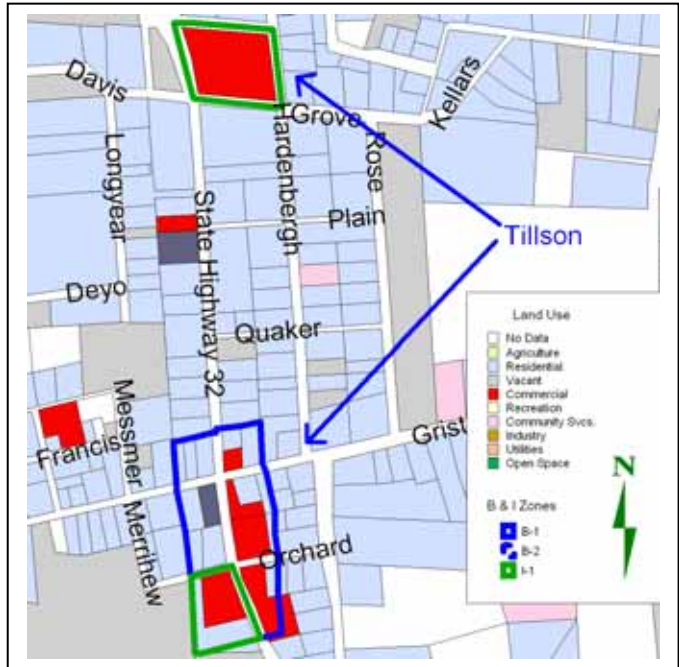 Davis
Kellars
Grove
Hardenbergh
Rose
Longyear
State Highway 32
Plain
Tillson
Deyo
Quaker
Land Use
No Data
Agriculture
Residential
Vacant
Commercial
Recreation
Community Svcs.
Industry
Utilities
Open Space
Messmer
Francis
Grist
N
B & I Zones
B-1
B-2
I-1
Merrihew
Orchard